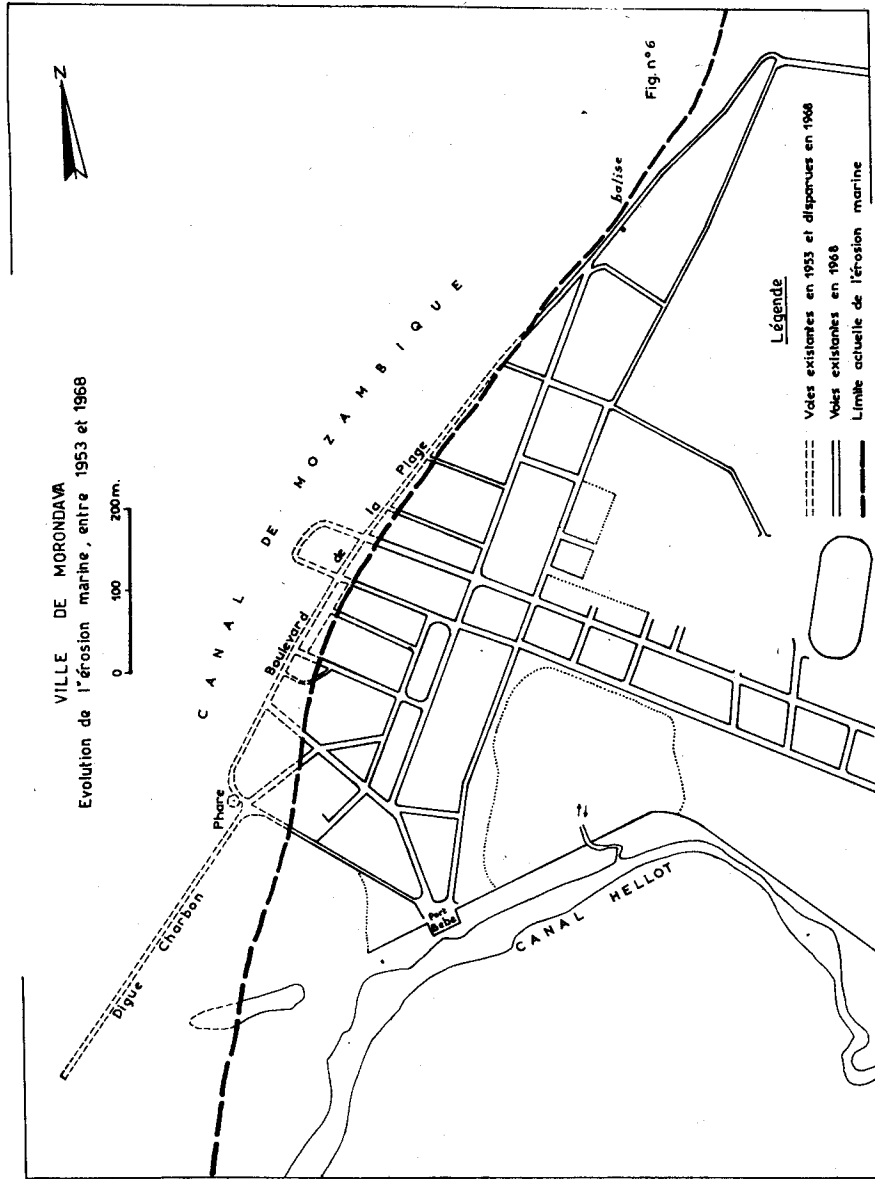 VILLE DE MORONDAVA
Evolution de l'érosion marine, entre 1953 et 1968
0 100 200m.
N
CANAL DE MOZAMBIQUE
Digue Charbon
Phare
Boulevard de la Plage
balise
Fig. n° 6
Port Bebe
CANAL HELLOT
Légende
Voies existantes en 1953 et disparues en 1968
Voies existantes en 1968
Limite actuelle de l'érosion marine